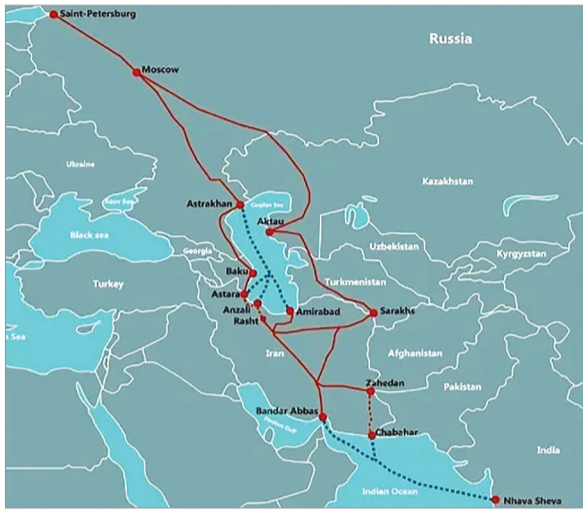 Saint-Petersburg
Russia
Moscow
Ukraine
Kazakhstan
Astrakhan
Caspian Sea
Aktau
Black sea
Uzbekistan
Georgia
Kyrgyzstan
Baku
Turkmenistan
Turkey
Astara
Anzali
Amirabad
Sarakhs
Rasht
n Sea
Iran
Afghanistan
Zahedan
Pakistan
Bandar Abbas
Persian Gulf
Chabahar
India
Indian Ocean
Nhava Sheva